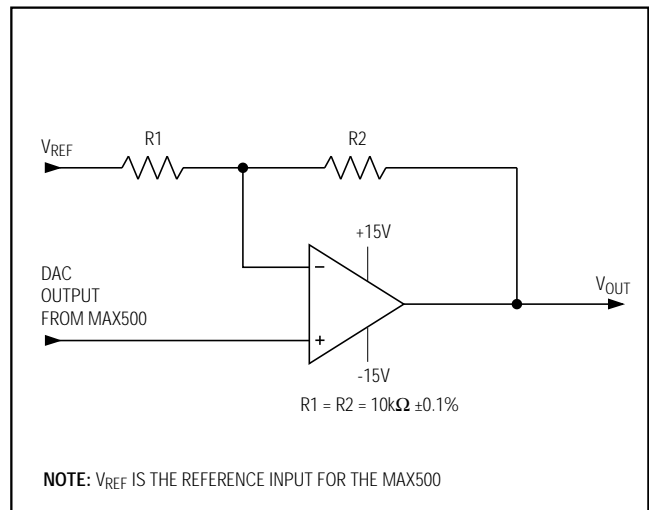 R1
R2
VREF
+15V
−
DAC
OUTPUT
FROM MAX500
VOUT
+
-15V
R1 = R2 = 10kΩ ±0.1%
NOTE: VREF IS THE REFERENCE INPUT FOR THE MAX500